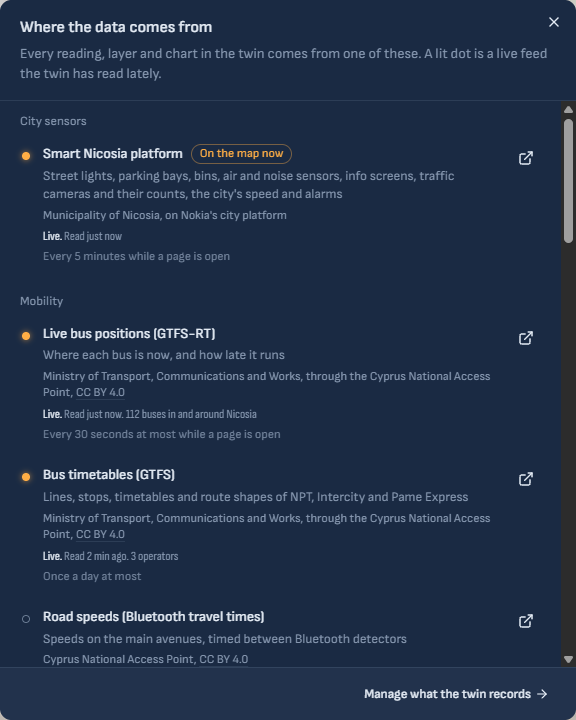 Where the data comes from
Every reading, layer and chart in the twin comes from one of these. A lit dot is a live feed
the twin has read lately.
City sensors
Smart Nicosia platform On the map now
Street lights, parking bays, bins, air and noise sensors, info screens, traffic
cameras and their counts, the city's speed and alarms
Municipality of Nicosia, on Nokia's city platform
Live. Read just now
Every 5 minutes while a page is open
Mobility
Live bus positions (GTFS-RT)
Where each bus is now, and how late it runs
Ministry of Transport, Communications and Works, through the Cyprus National Access
Point, CC BY 4.0
Live. Read just now. 112 buses in and around Nicosia
Every 30 seconds at most while a page is open
Bus timetables (GTFS)
Lines, stops, timetables and route shapes of NPT, Intercity and Pame Express
Ministry of Transport, Communications and Works, through the Cyprus National Access
Point, CC BY 4.0
Live. Read 2 min ago. 3 operators
Once a day at most
Road speeds (Bluetooth travel times)
Speeds on the main avenues, timed between Bluetooth detectors
Cyprus National Access Point, CC BY 4.0
Manage what the twin records →